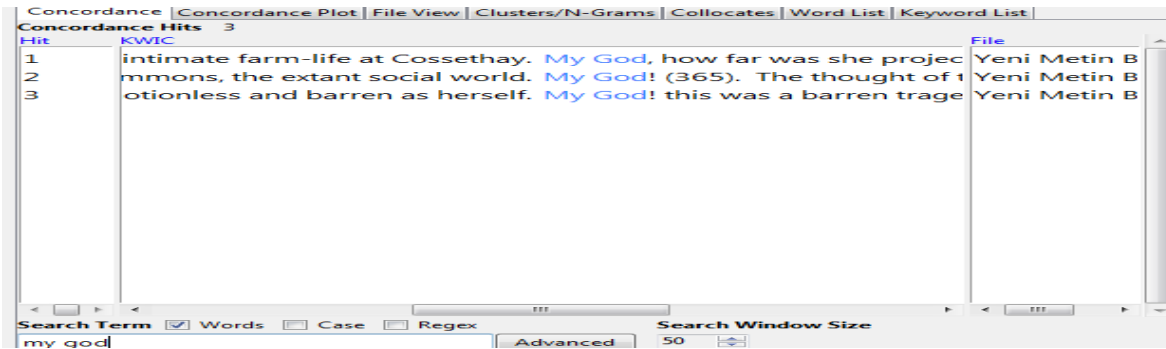 Concordance Concordance Plot File View Clusters/N-Grams Collocates Word List Keyword List
Concordance Hits 3
Hit KWIC File
1 intimate farm-life at Cossethay. My God, how far was she projec Yeni Metin B
2 mmons, the extant social world. My God! (365). The thought of t Yeni Metin B
3 otionless and barren as herself. My God! this was a barren trage Yeni Metin B
Search Term Words Case Regex Search Window Size
my god Advanced 50